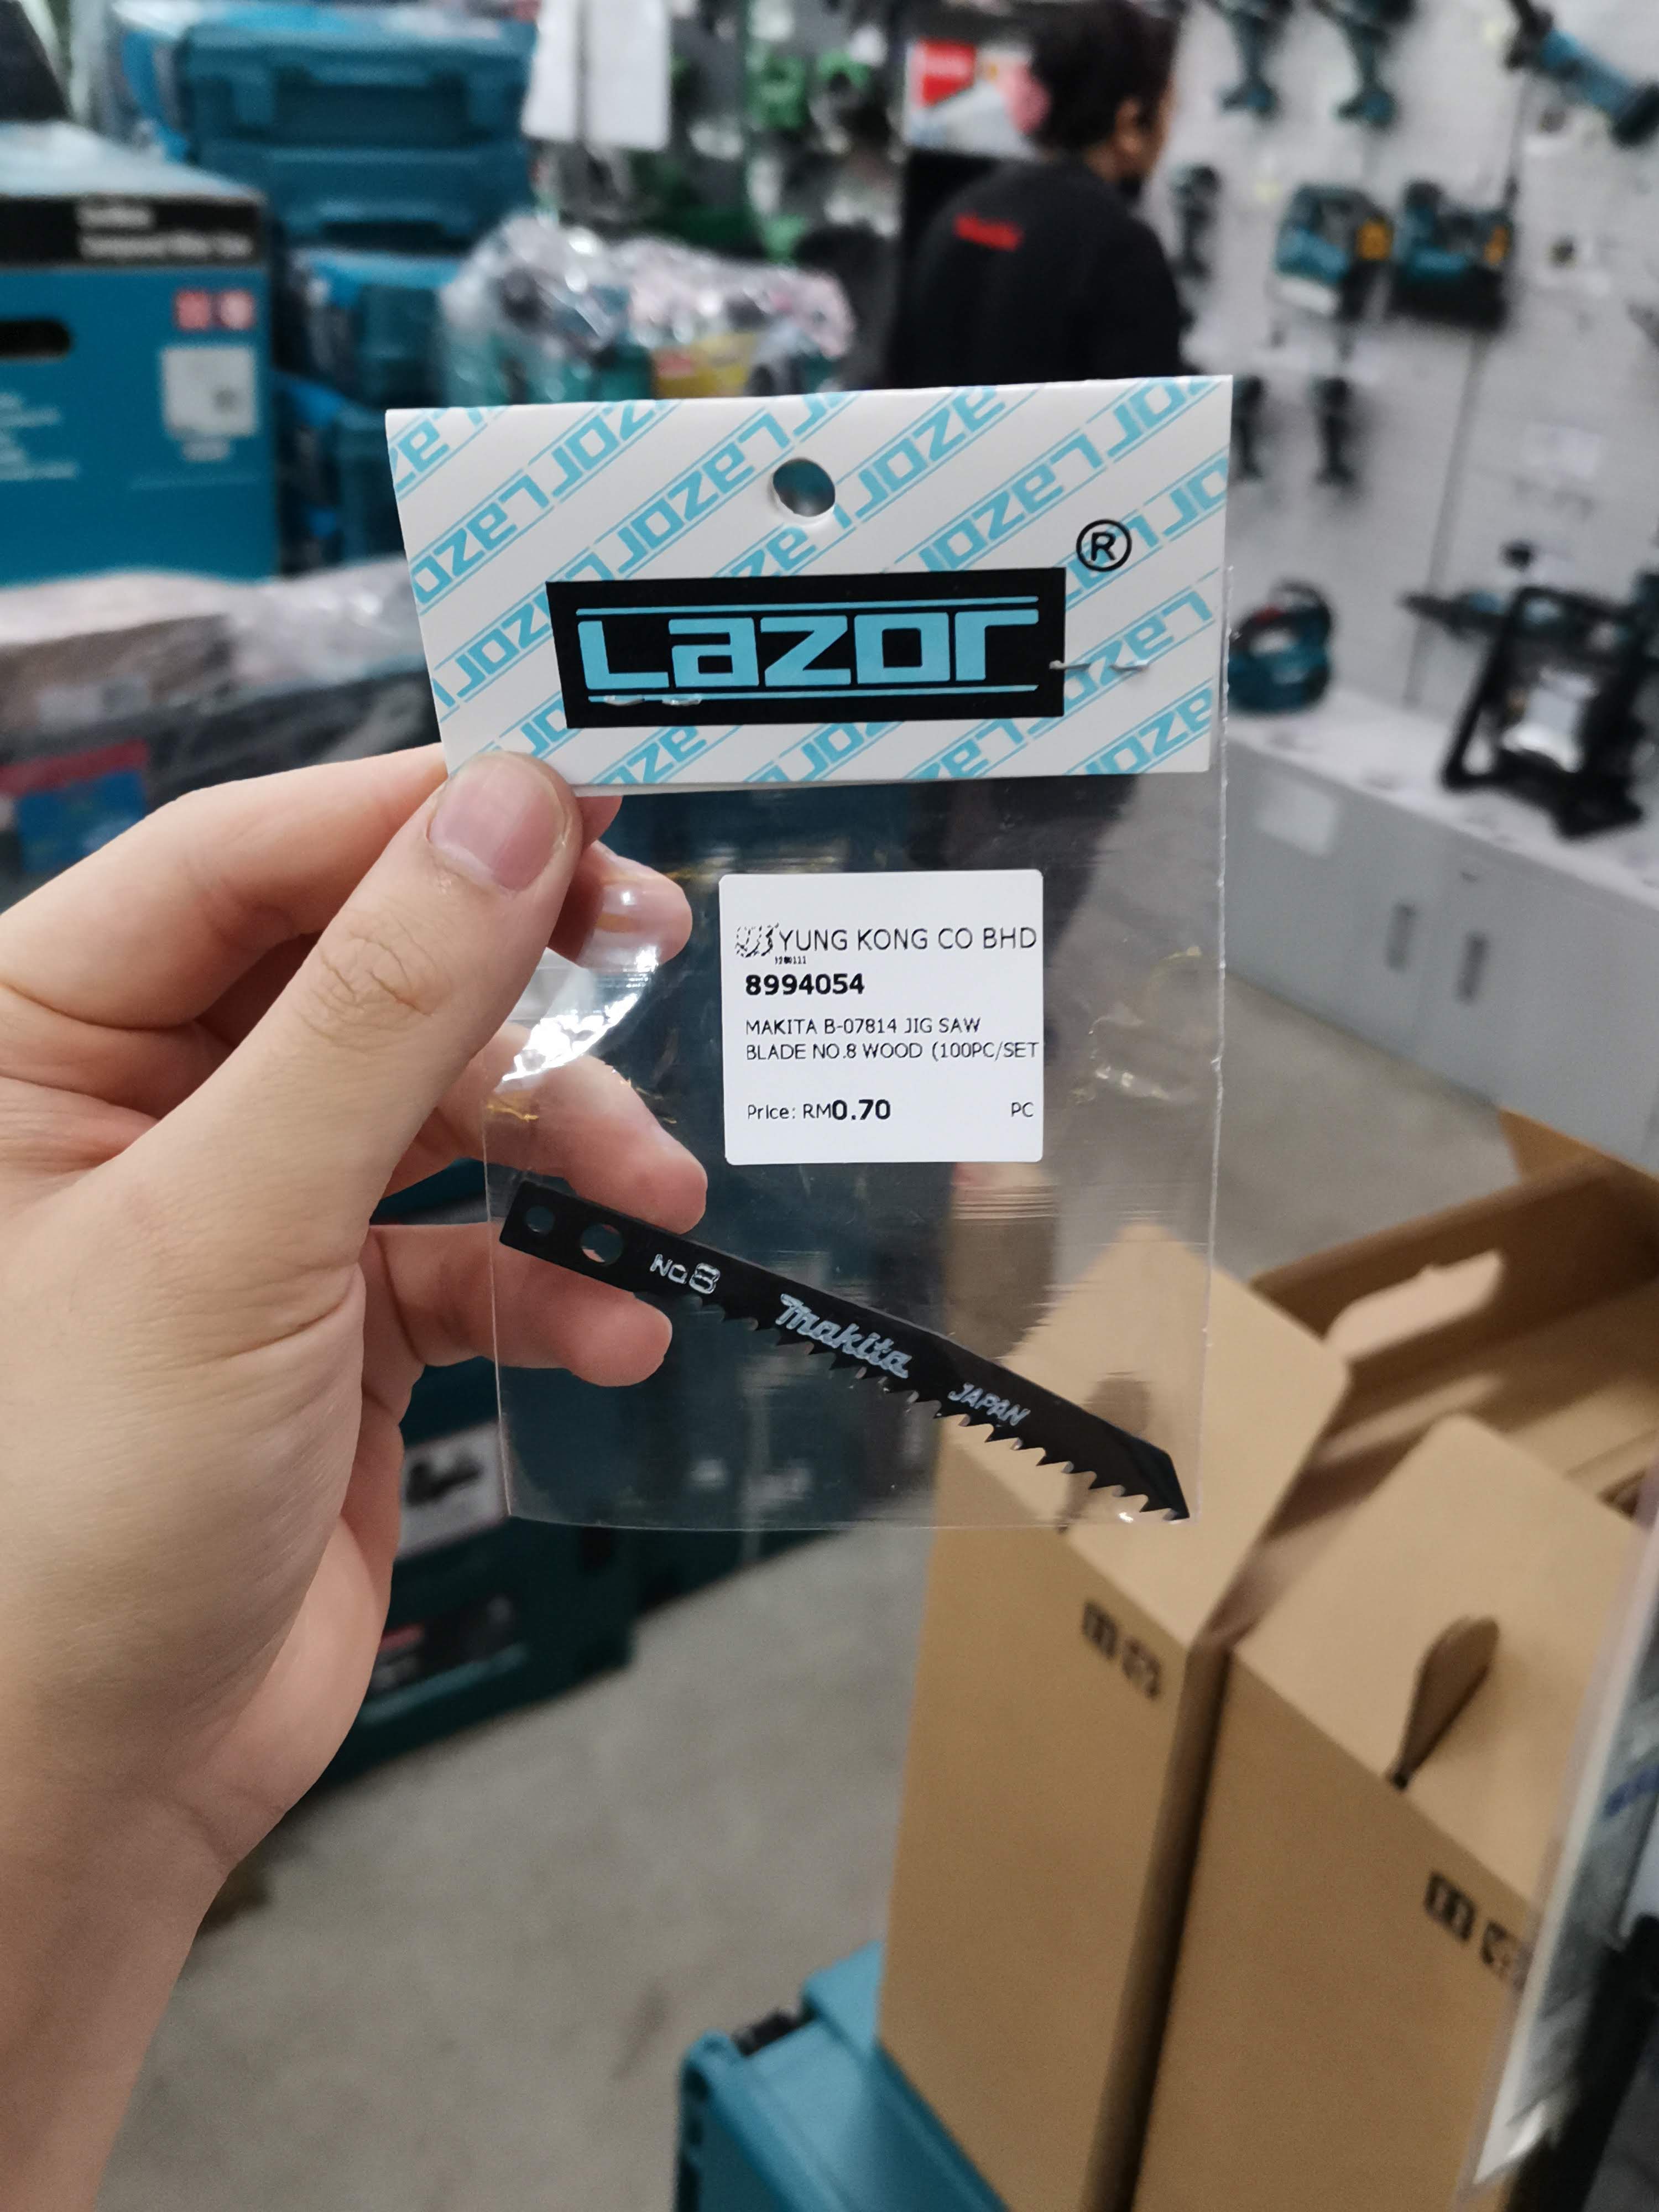 Lazor
®
YUNG KONG CO BHD
8994054
MAKITA B-07814 JIG SAW
BLADE NO.8 WOOD (100PC/SET
Price: RM0.70 PC
No8 makita JAPAN